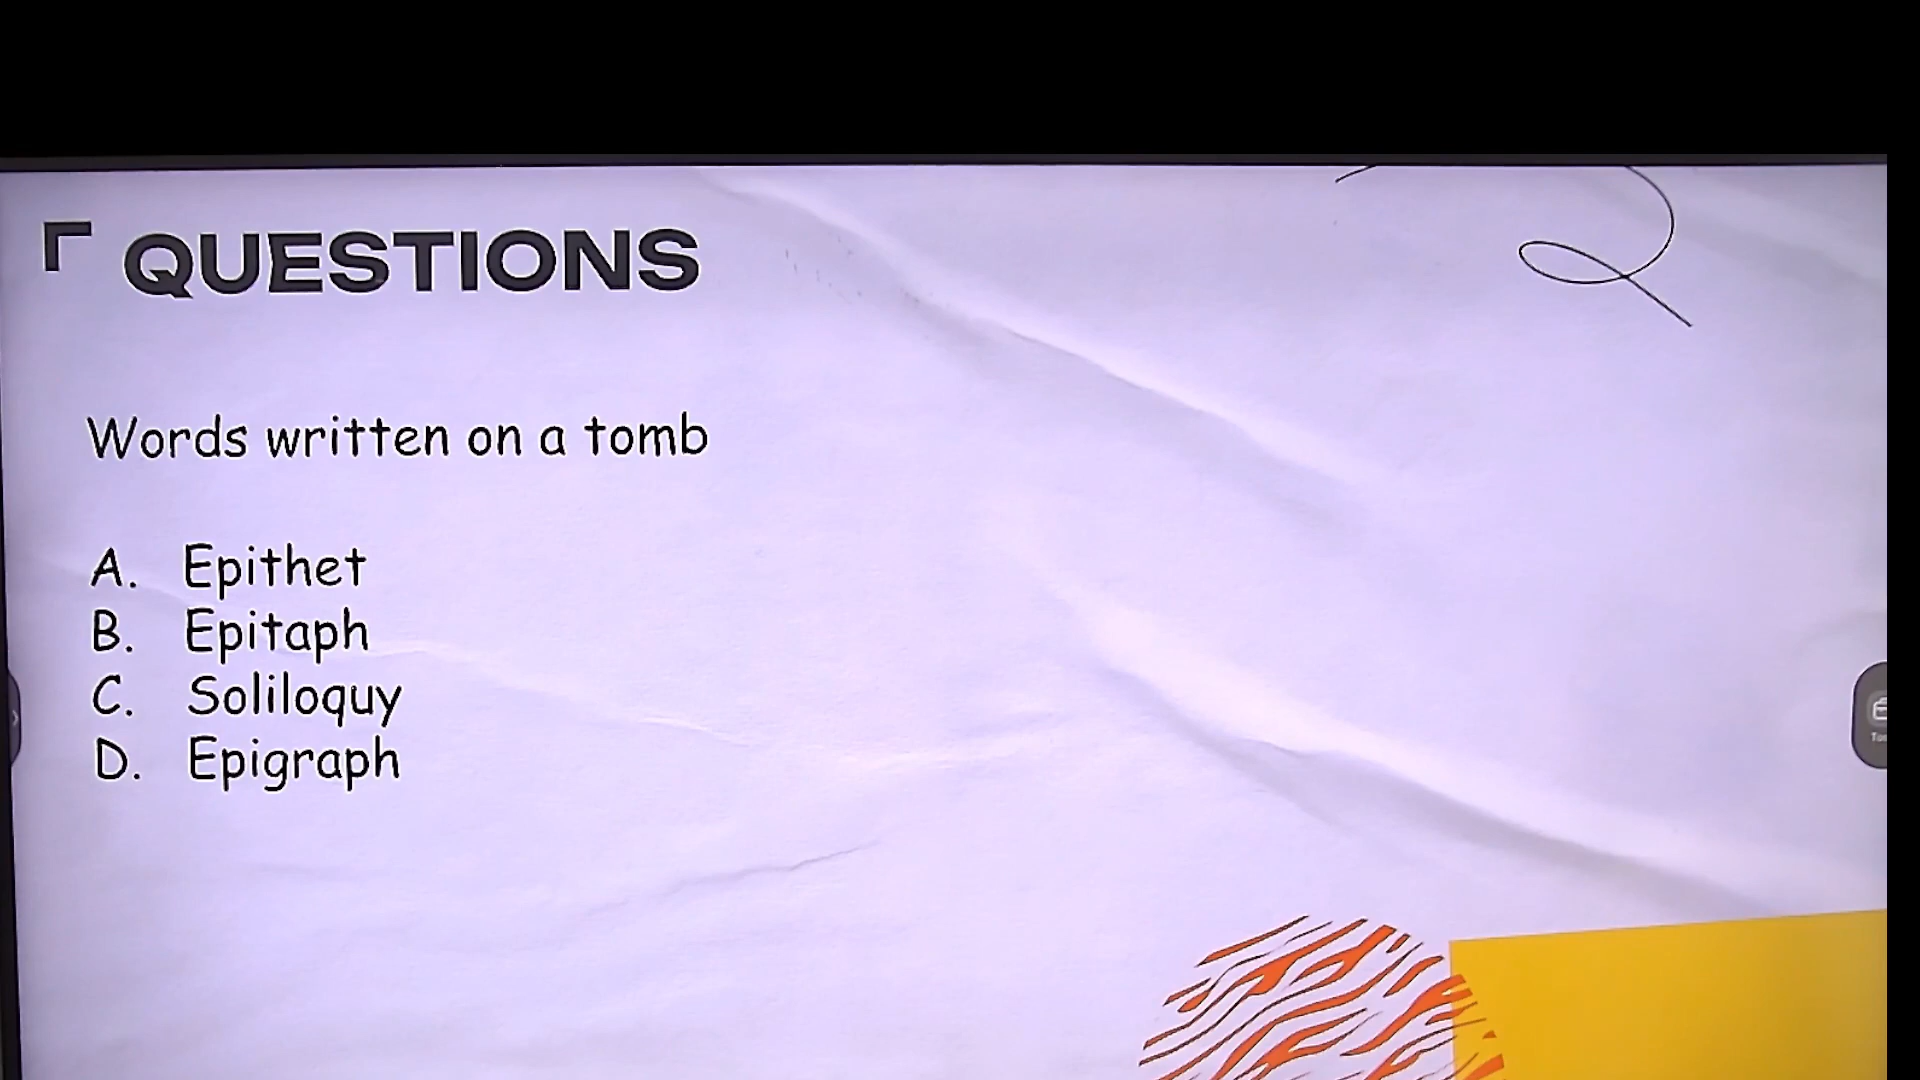 QUESTIONS
Words written on a tomb
A. Epithet
B. Epitaph
C. Soliloquy
D. Epigraph